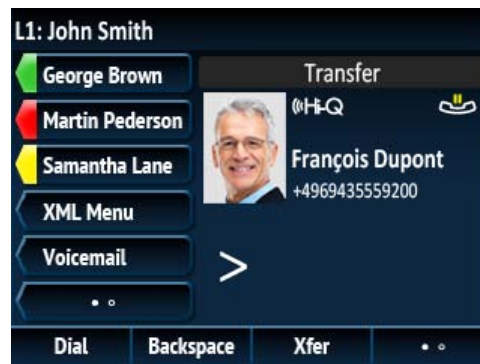 L1: John Smith
George Brown
Martin Pederson
Samantha Lane
XML Menu
Voicemail
Transfer
Hi-Q
François Dupont
+4969435559200
>
Dial Backspace Xfer